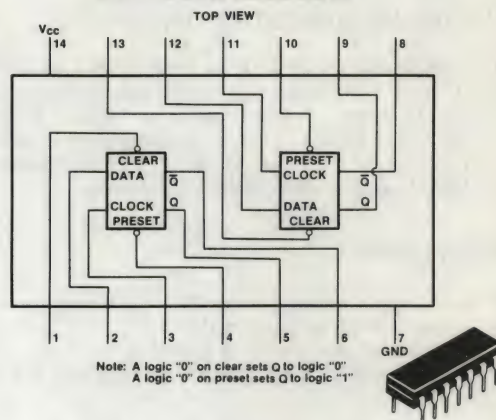 TOP VIEW
Vcc
14 13 12 11 10 9 8
CLEAR
DATA
CLOCK
PRESET
Q̅
Q
PRESET
CLOCK
DATA
CLEAR
Q̅
Q
1 2 3 4 5 6 7
GND
Note: A logic "0" on clear sets Q to logic "0"
A logic "0" on preset sets Q to logic "1"